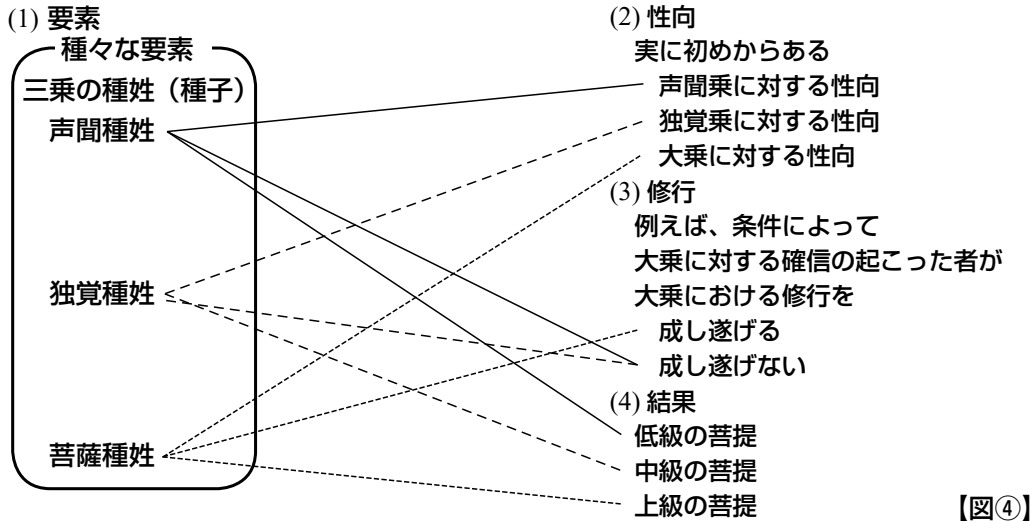 (1) 要素
種々な要素
三乗の種姓（種子）
声聞種姓
独覚種姓
菩薩種姓
(2) 性向
実に初めからある
声聞乗に対する性向
独覚乗に対する性向
大乗に対する性向
(3) 修行
例えば、条件によって
大乗に対する確信の起こった者が
大乗における修行を
成し遂げる
成し遂げない
(4) 結果
低級の菩提
中級の菩提
上級の菩提
【図④】